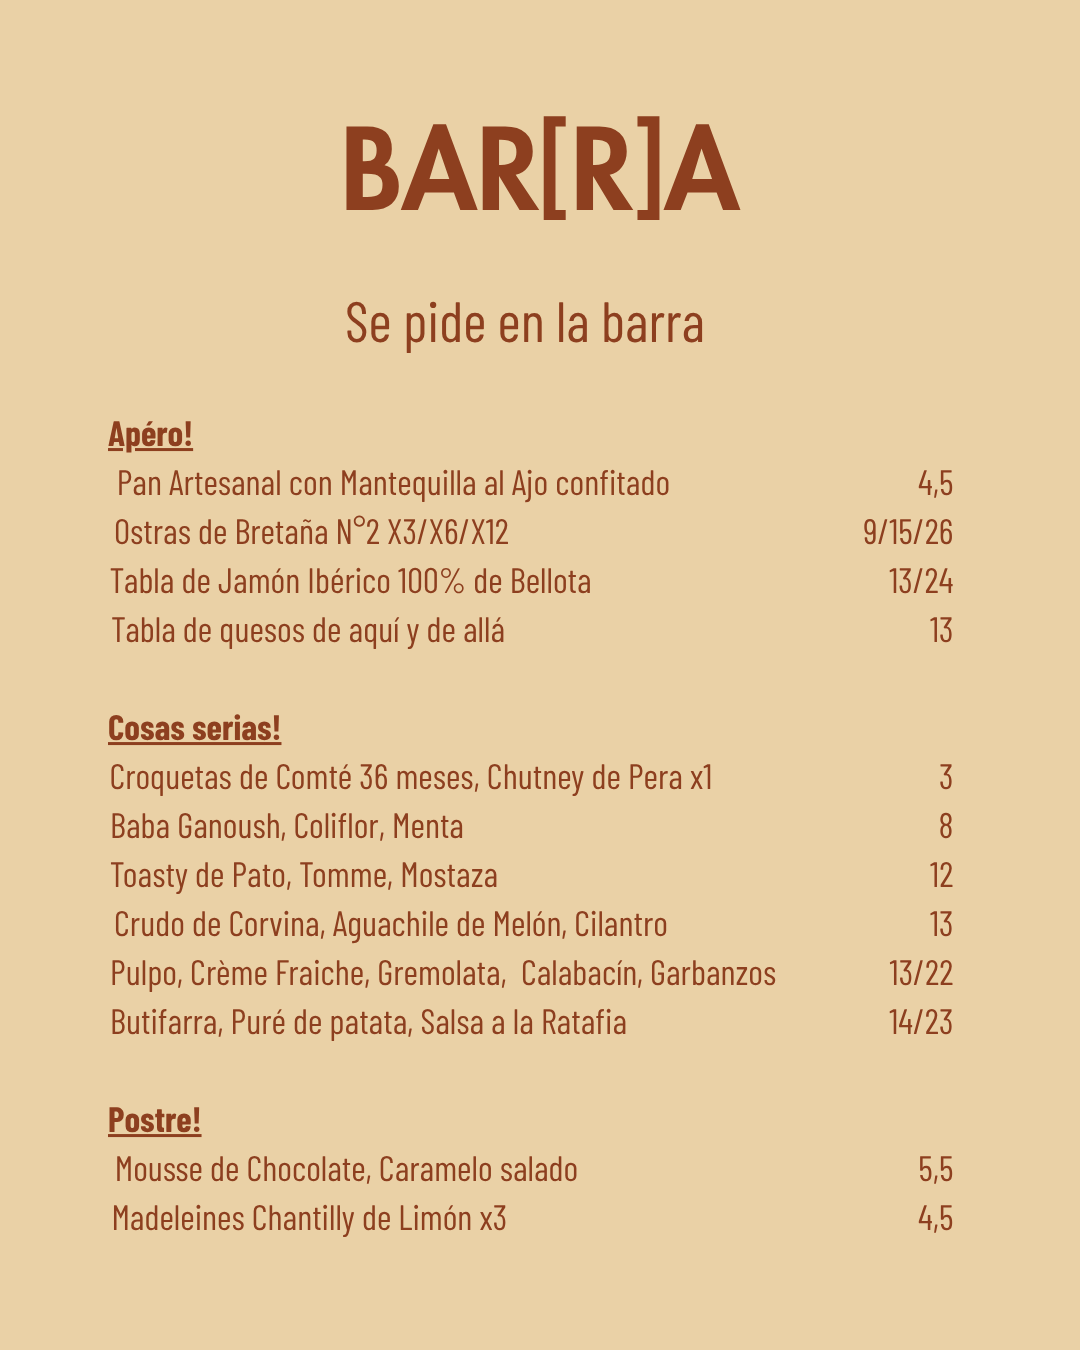 BAR[R]A
Se pide en la barra
Apéro!
Pan Artesanal con Mantequilla al Ajo confitado 4,5
Ostras de Bretaña N°2 X3/X6/X12 9/15/26
Tabla de Jamón Ibérico 100% de Bellota 13/24
Tabla de quesos de aquí y de allá 13
Cosas serias!
Croquetas de Comté 36 meses, Chutney de Pera x1 3
Baba Ganoush, Coliflor, Menta 8
Toasty de Pato, Tomme, Mostaza 12
Crudo de Corvina, Aguachile de Melón, Cilantro 13
Pulpo, Crème Fraiche, Gremolata, Calabacín, Garbanzos 13/22
Butifarra, Puré de patata, Salsa a la Ratafia 14/23
Postre!
Mousse de Chocolate, Caramelo salado 5,5
Madeleines Chantilly de Limón x3 4,5